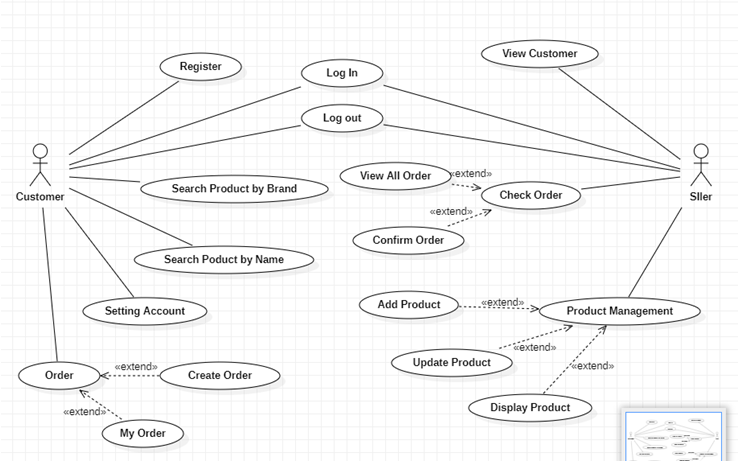 View Customer
Register
Log In
Log out
View All Order
«extend»
Customer
Search Product by Brand
Check Order
Sller
«extend»
Confirm Order
Search Poduct by Name
Add Product
«extend»
Setting Account
Product Management
«extend»
Update Product
«extend»
«extend»
Order
Create Order
Display Product
«extend»
My Order